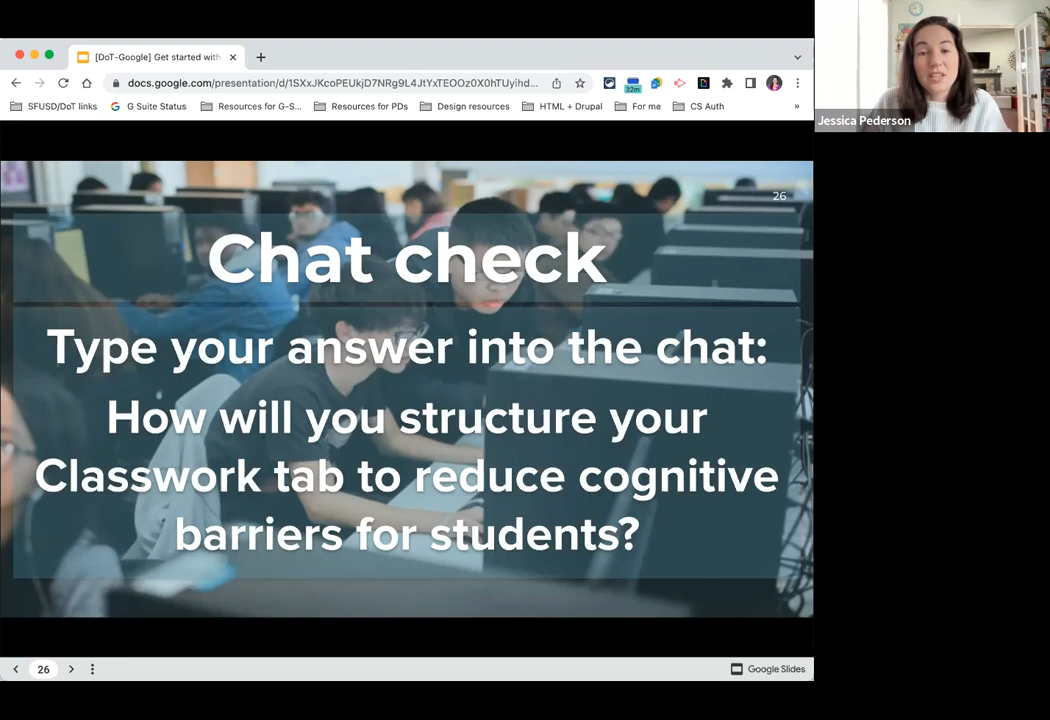 [DoT-Google] Get started with
docs.google.com/presentation/d/1SXxJKcoPEUkjD7NRg9L4JtYxTEOOz0X0hTUyihd...
32m
SFUSD/DoT links
G Suite Status
Resources for G-S...
Resources for PDs
Design resources
HTML + Drupal
For me
CS Auth
»
Jessica Pederson
26
Chat check
Type your answer into the chat:
How will you structure your
Classwork tab to reduce cognitive
barriers for students?
26
Google Slides